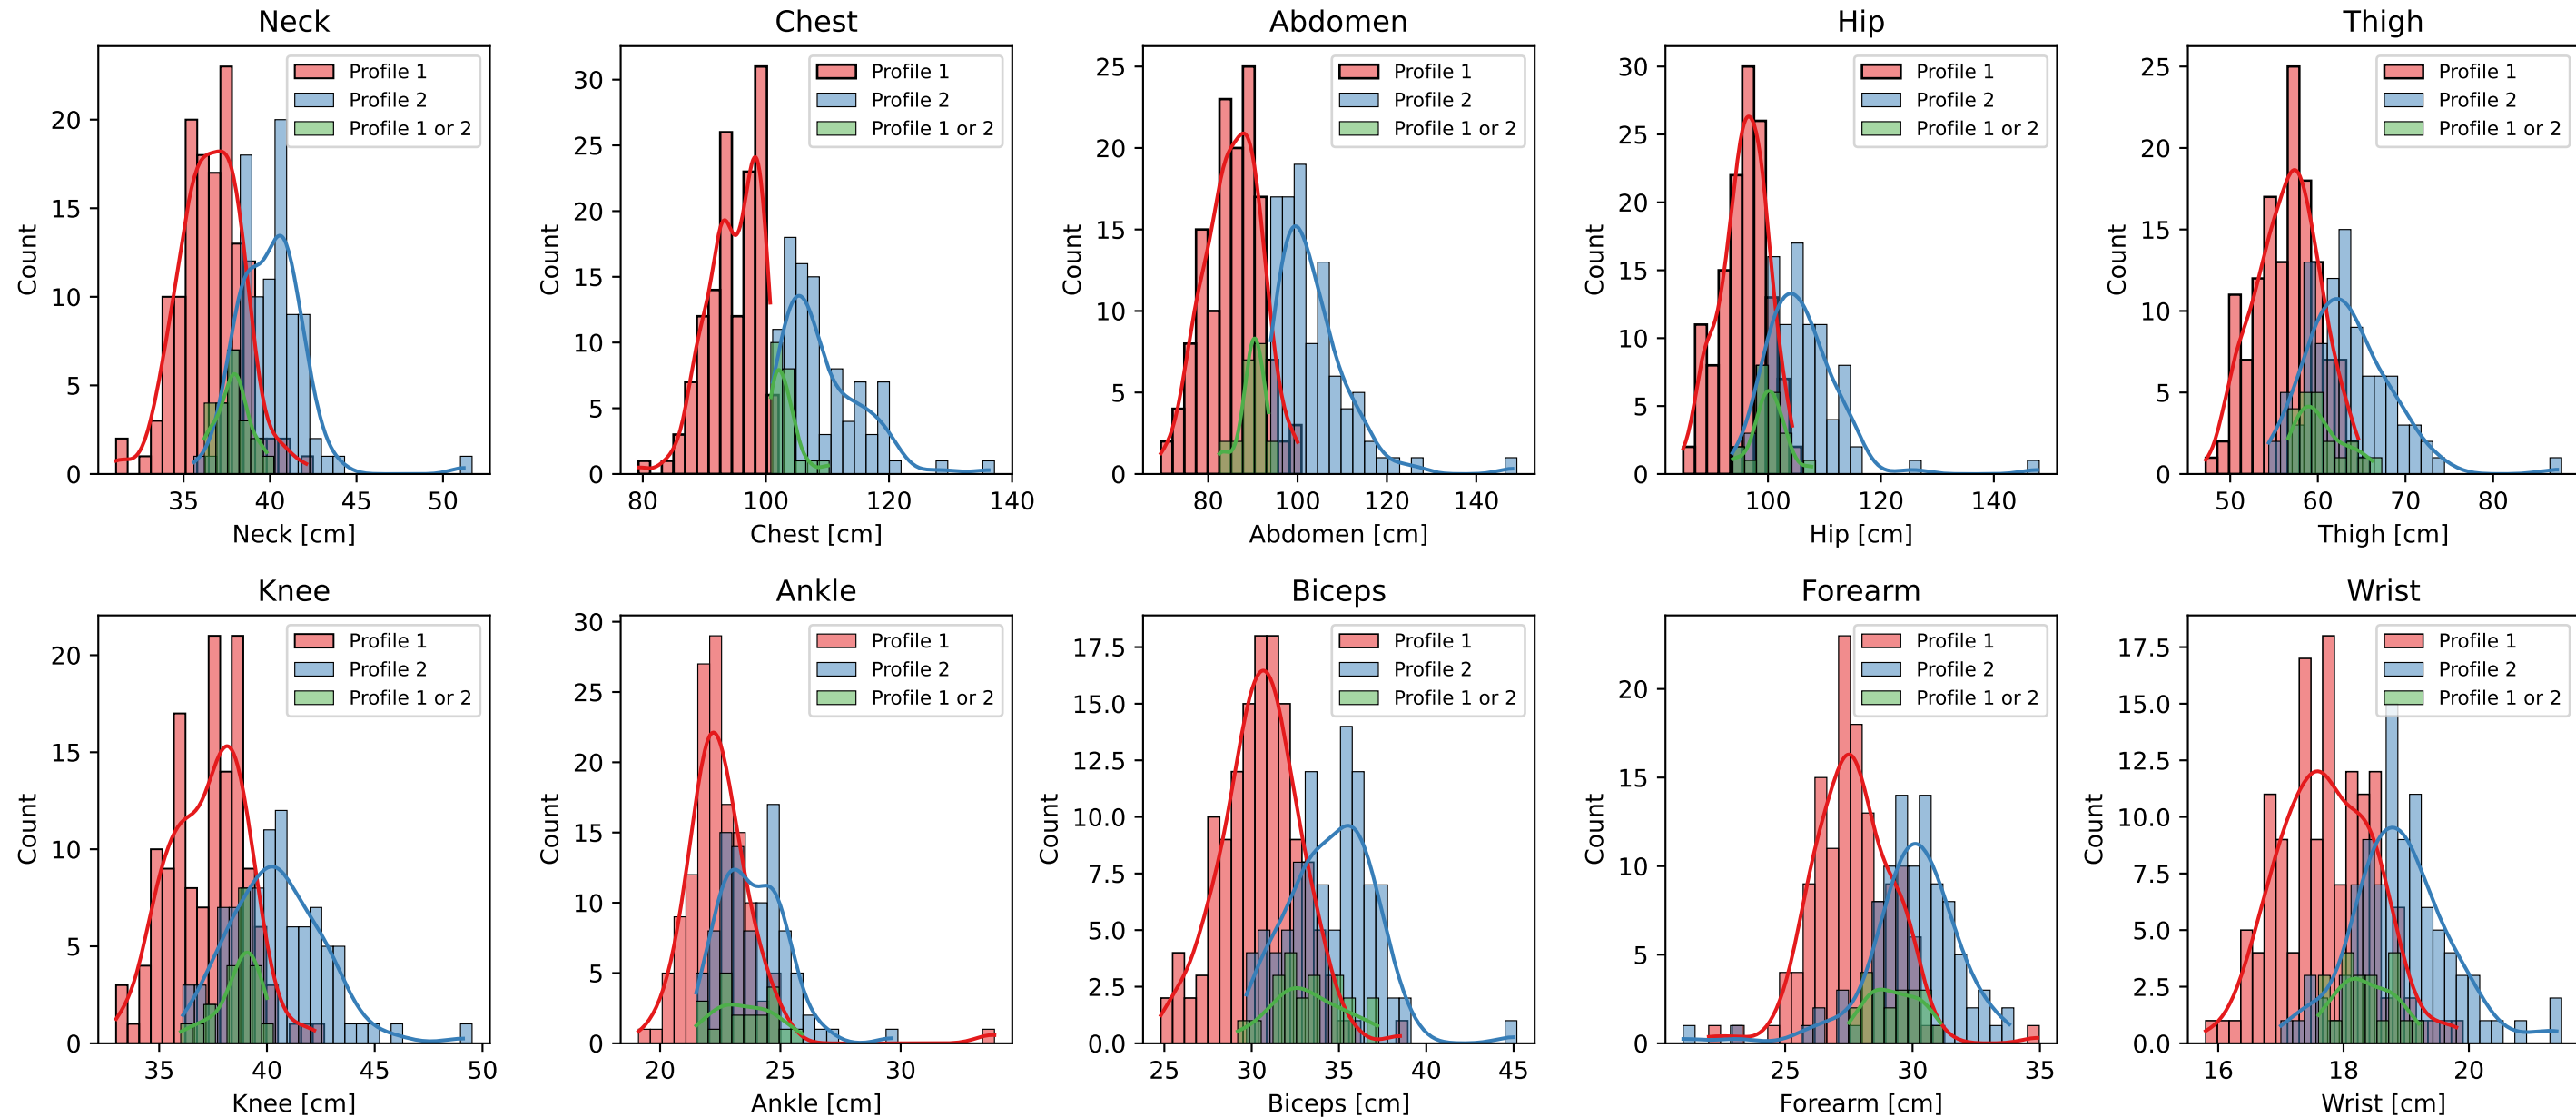 Neck
Chest
Abdomen
Hip
Thigh
Profile 1
Profile 2
Profile 1 or 2
Profile 1
Profile 2
Profile 1 or 2
Profile 1
Profile 2
Profile 1 or 2
Profile 1
Profile 2
Profile 1 or 2
Profile 1
Profile 2
Profile 1 or 2
Count
20
15
10
5
0
35
40
45
50
Neck [cm]
Count
30
25
20
15
10
5
0
80
100
120
140
Chest [cm]
Count
25
20
15
10
5
0
80
100
120
140
Abdomen [cm]
Count
30
25
20
15
10
5
0
100
120
140
Hip [cm]
Count
25
20
15
10
5
0
50
60
70
80
Thigh [cm]
Knee
Ankle
Biceps
Forearm
Wrist
Profile 1
Profile 2
Profile 1 or 2
Profile 1
Profile 2
Profile 1 or 2
Profile 1
Profile 2
Profile 1 or 2
Profile 1
Profile 2
Profile 1 or 2
Profile 1
Profile 2
Profile 1 or 2
Count
20
15
10
5
0
35
40
45
50
Knee [cm]
Count
30
25
20
15
10
5
0
20
25
30
Ankle [cm]
Count
17.5
15.0
12.5
10.0
7.5
5.0
2.5
0.0
25
30
35
40
45
Biceps [cm]
Count
20
15
10
5
0
25
30
35
Forearm [cm]
Count
17.5
15.0
12.5
10.0
7.5
5.0
2.5
0.0
16
18
20
Wrist [cm]